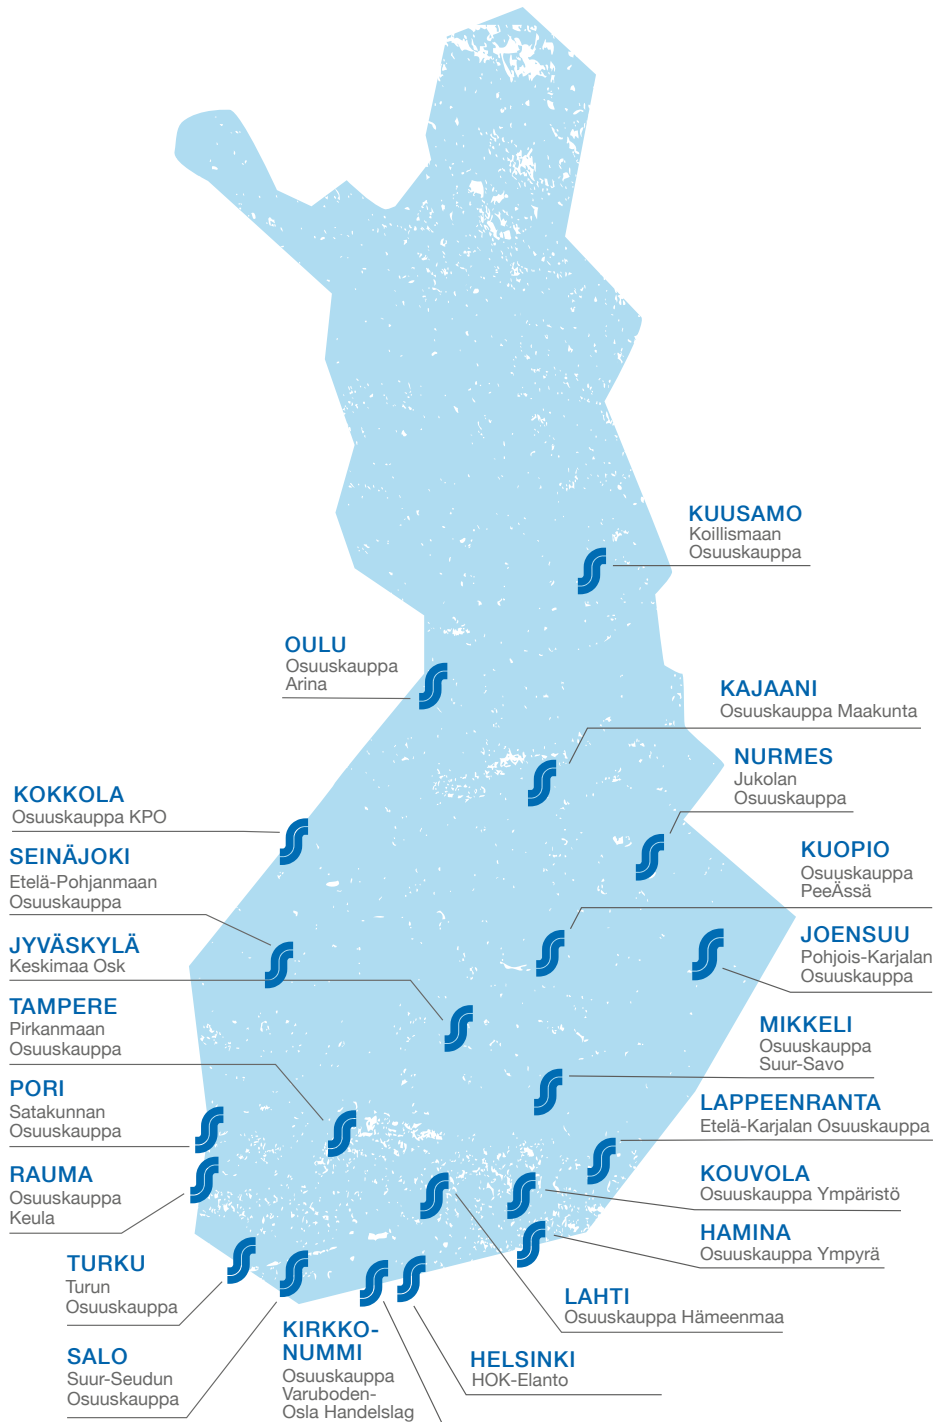 KUUSAMO
Koillismaan
Osuuskauppa
OULU
Osuuskauppa
Arina
KAJAANI
Osuuskauppa Maakunta
NURMES
Jukolan
Osuuskauppa
KOKKOLA
Osuuskauppa KPO
SEINÄJOKI
Etelä-Pohjanmaan
Osuuskauppa
KUOPIO
Osuuskauppa
PeeÄssä
JYVÄSKYLÄ
Keskimaa Osk
JOENSUU
Pohjois-Karjalan
Osuuskauppa
TAMPERE
Pirkanmaan
Osuuskauppa
MIKKELI
Osuuskauppa
Suur-Savo
PORI
Satakunnan
Osuuskauppa
LAPPEENRANTA
Etelä-Karjalan Osuuskauppa
RAUMA
Osuuskauppa
Keula
KOUVOLA
Osuuskauppa Ympäristö
HAMINA
Osuuskauppa Ympyrä
TURKU
Turun
Osuuskauppa
LAHTI
Osuuskauppa Hämeenmaa
SALO
Suur-Seudun
Osuuskauppa
KIRKKO-
NUMMI
Osuuskauppa
Varuboden-
Osla Handelslag
HELSINKI
HOK-Elanto